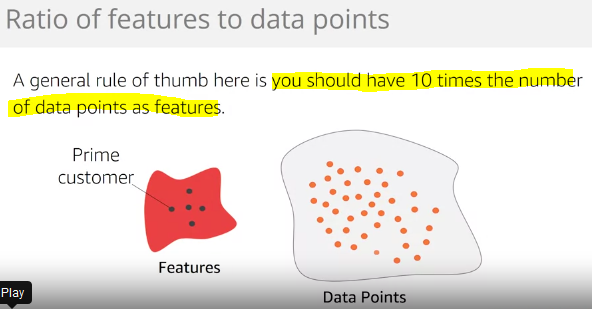 Ratio of features to data points
A general rule of thumb here is you should have 10 times the number
of data points as features.
Prime
customer
Features
Data Points
Play